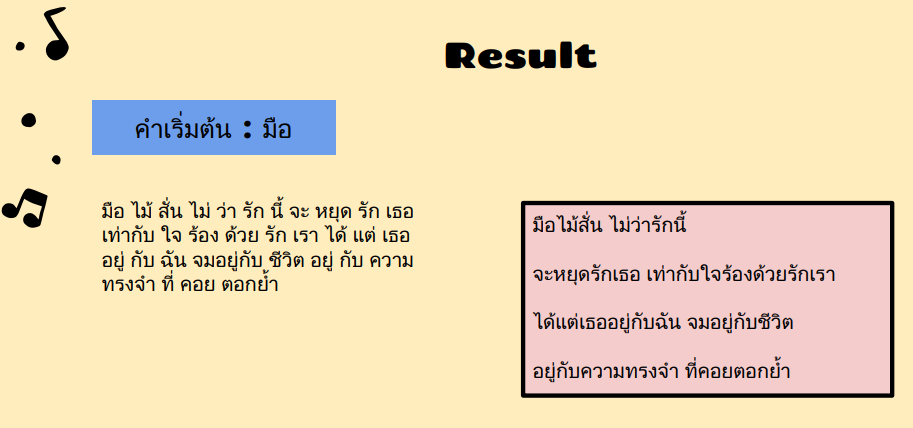 Result
คำเริ่มต้น : มือ
มือ ไม้ สั่น ไม่ ว่า รัก นี้ จะ หยุด รัก เธอ
เท่ากับ ใจ ร้อง ด้วย รัก เรา ได้ แต่ เธอ
อยู่ กับ ฉัน จมอยู่กับ ชีวิต อยู่ กับ ความ
ทรงจำ ที่ คอย ตอกย้ำ
มือไม้สั่น ไม่ว่ารักนี้
จะหยุดรักเธอ เท่ากับใจร้องด้วยรักเรา
ได้แต่เธออยู่กับฉัน จมอยู่กับชีวิต
อยู่กับความทรงจำ ที่คอยตอกย้ำ